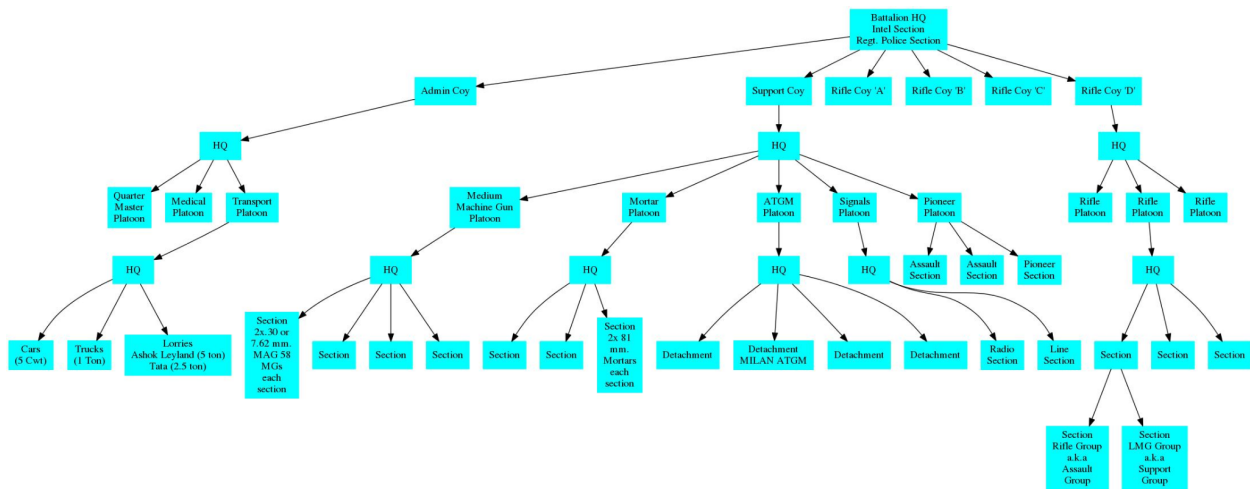 Battalion HQ
Intel Section
Regt. Police Section
Admin Coy
Support Coy
Rifle Coy 'A'
Rifle Coy 'B'
Rifle Coy 'C'
Rifle Coy 'D'
HQ
HQ
HQ
Quarter
Master
Platoon
Medical
Platoon
Transport
Platoon
Medium
Machine Gun
Platoon
Mortar
Platoon
ATGM
Platoon
Signals
Platoon
Pioneer
Platoon
Rifle
Platoon
Rifle
Platoon
Rifle
Platoon
HQ
HQ
HQ
HQ
HQ
Assault
Section
Assault
Section
Pioneer
Section
HQ
Cars
(5 Cwt)
Trucks
(1 Ton)
Lorries
Ashok Leyland (5 ton)
Tata (2.5 ton)
Section
2x.30 or
7.62 mm.
MAG 58
MGs
each
section
Section
Section
Section
Section
Section
Section
2x 81
mm.
Mortars
each
section
Detachment
Detachment
MILAN ATGM
Detachment
Detachment
Radio
Section
Line
Section
Section
Section
Section
Section
Rifle Group
a.k.a
Assault
Group
Section
LMG Group
a.k.a
Support
Group